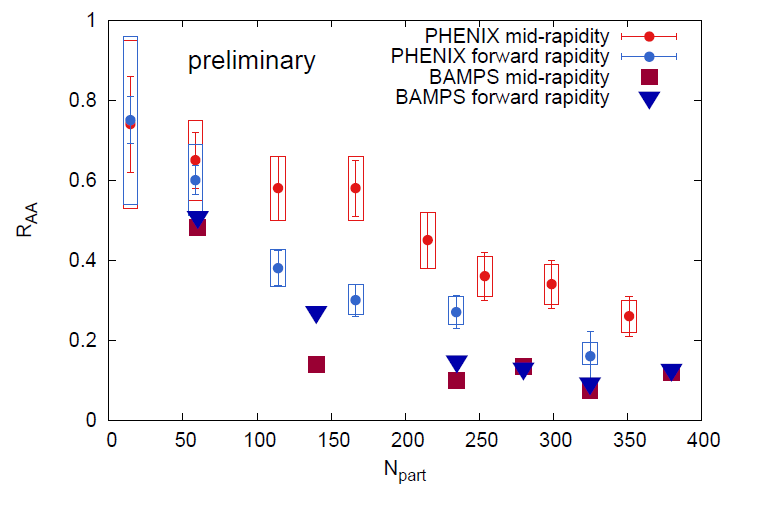 preliminary
PHENIX mid-rapidity
PHENIX forward rapidity
BAMPS mid-rapidity
BAMPS forward rapidity
1
0.8
0.6
0.4
0.2
0
R_AA
0 50 100 150 200 250 300 350 400
N_part